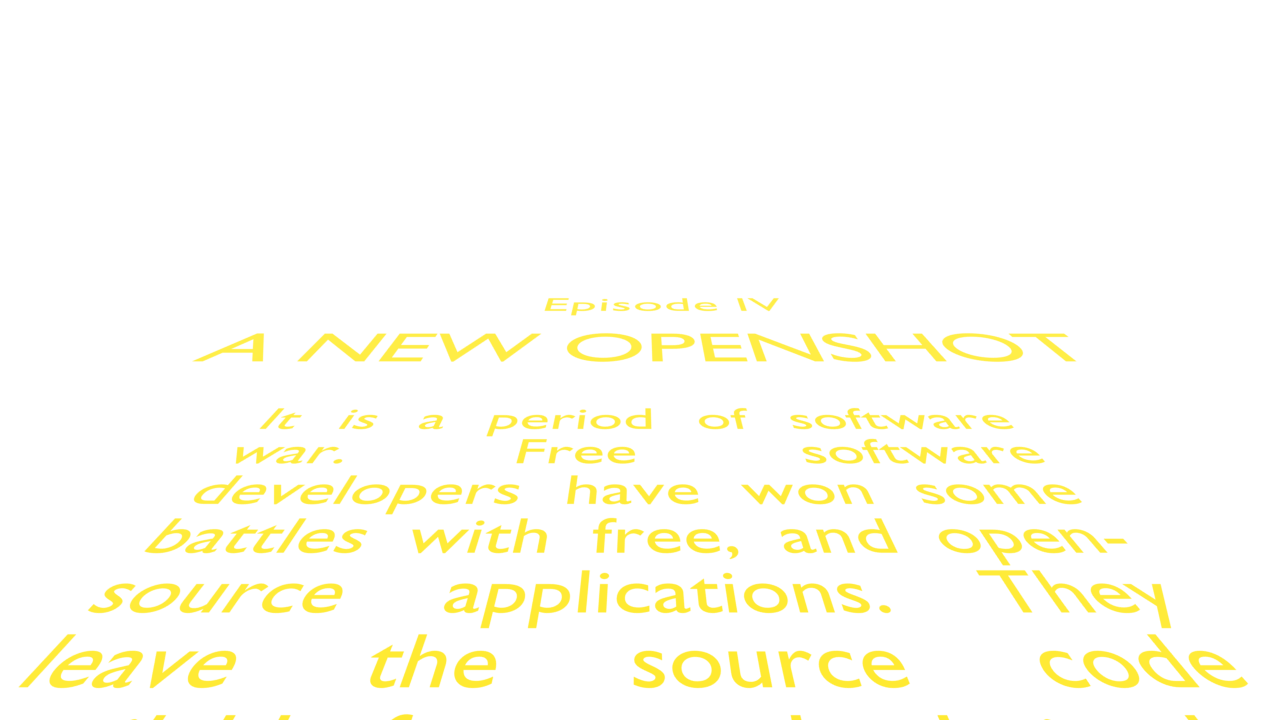 Episode IV
A NEW OPENSHOT
It is a period of software
war. Free software
developers have won some
battles with free, and open-
source applications. They
leave the source code